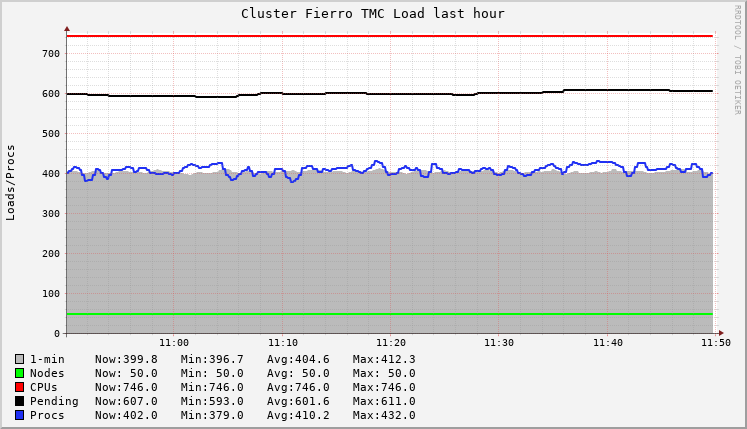 Cluster Fierro TMC Load last hour
RRDTOOL / TOBI OETIKER
Loads/Procs
700
600
500
400
300
200
100
0
11:00 11:10 11:20 11:30 11:40 11:50
1-min Now:399.8 Min:396.7 Avg:404.6 Max:412.3
Nodes Now: 50.0 Min: 50.0 Avg: 50.0 Max: 50.0
CPUs Now:746.0 Min:746.0 Avg:746.0 Max:746.0
Pending Now:607.0 Min:593.0 Avg:601.6 Max:611.0
Procs Now:402.0 Min:379.0 Avg:410.2 Max:432.0